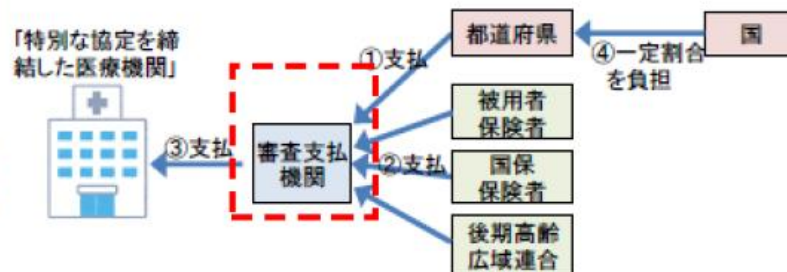 「特別な協定を締
結した医療機関」
③支払
審査支払
機関
①支払
②支払
都道府県
被用者
保険者
国保
保険者
後期高齢
広域連合
④一定割合
を負担
国